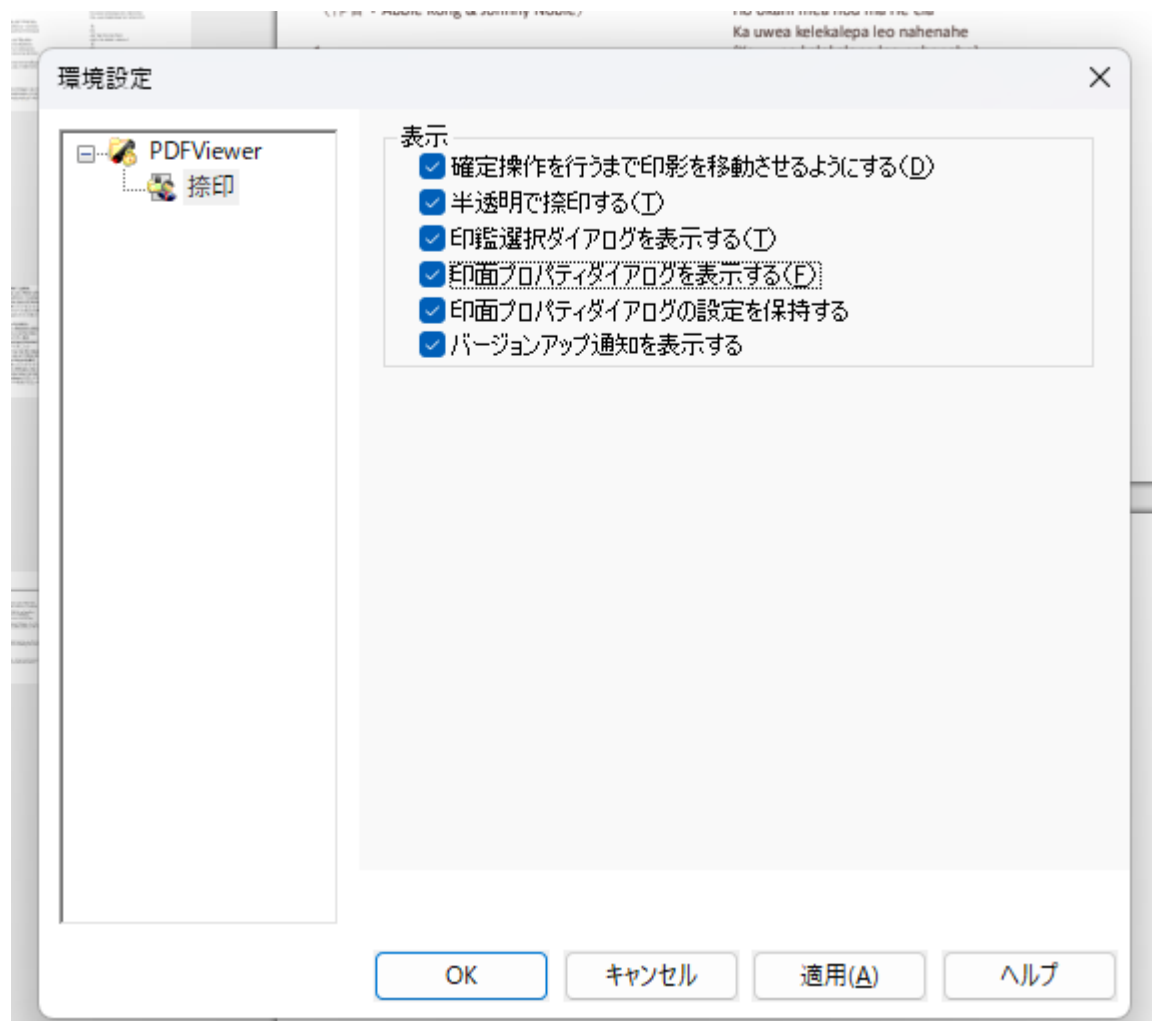 Ka uwea kelekalepa leo nahenahe
環境設定
PDFViewer
捺印
表示
確定操作を行うまで印影を移動させるようにする(D)
半透明で捺印する(T)
印鑑選択ダイアログを表示する(T)
印面プロパティダイアログを表示する(F)
印面プロパティダイアログの設定を保持する
バージョンアップ通知を表示する
OK
キャンセル
適用(A)
ヘルプ